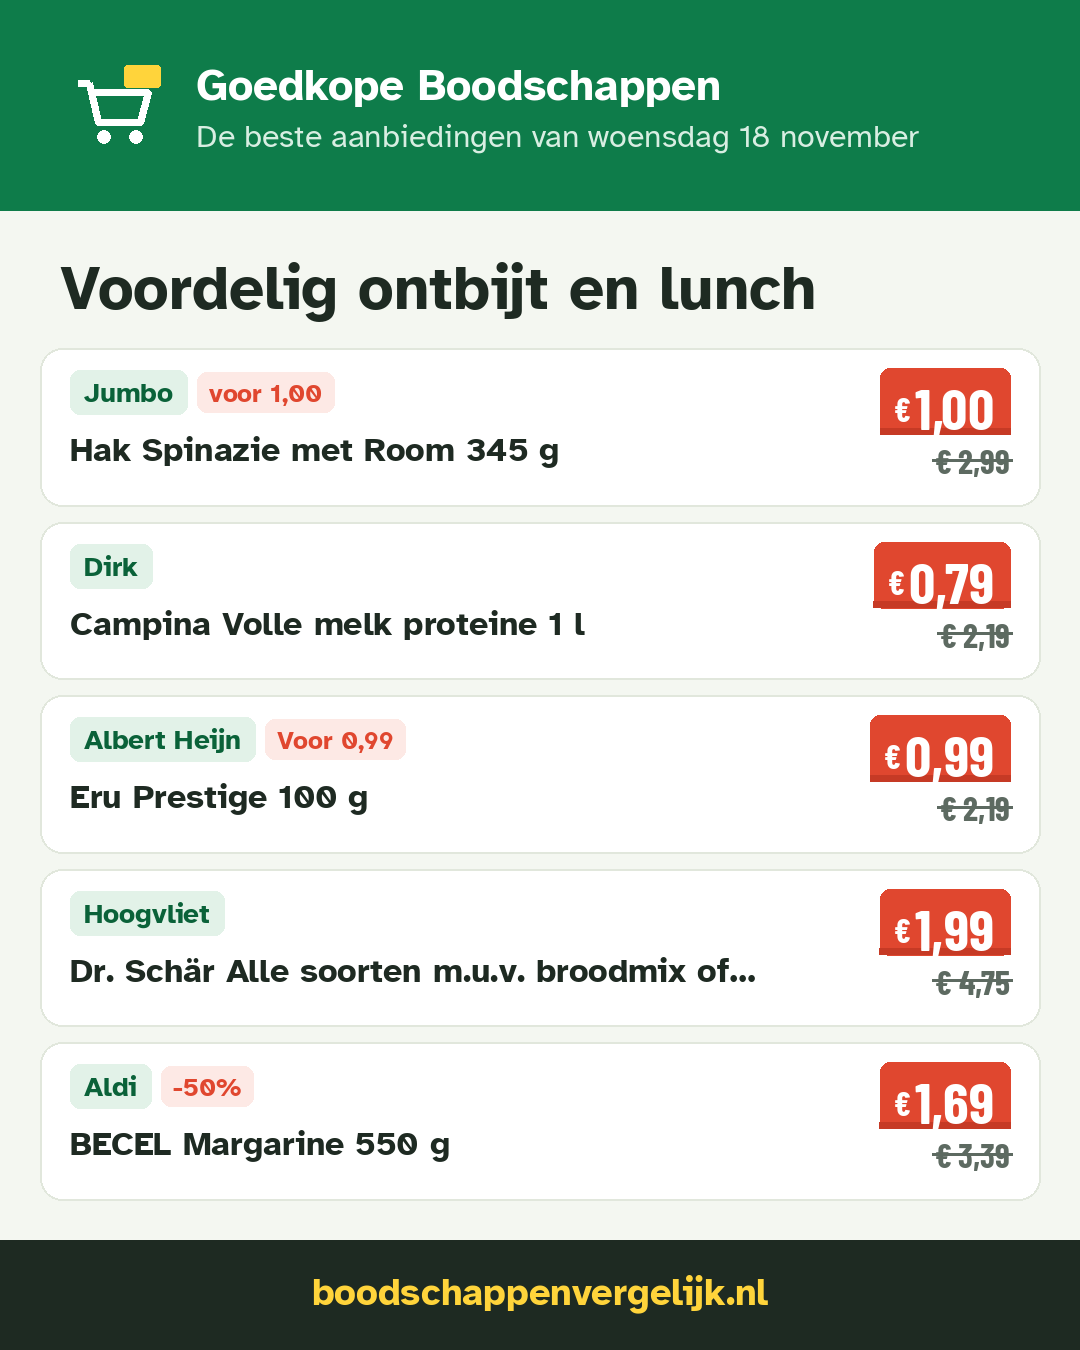 Goedkope Boodschappen
De beste aanbiedingen van woensdag 18 november
Voordelig ontbijt en lunch
Jumbo voor 1,00
€ 1,00
Hak Spinazie met Room 345 g
€ 2,99
Dirk
€ 0,79
Campina Volle melk proteine 1 l
€ 2,19
Albert Heijn Voor 0,99
€ 0,99
Eru Prestige 100 g
€ 2,19
Hoogvliet
€ 1,99
Dr. Schär Alle soorten m.u.v. broodmix of...
€ 4,75
Aldi -50%
€ 1,69
BECEL Margarine 550 g
€ 3,39
boodschappenvergelijk.nl